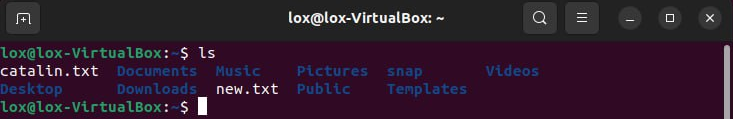 lox@lox-VirtualBox: ~
lox@lox-VirtualBox:~$ ls
catalin.txt Documents Music Pictures snap Videos
Desktop Downloads new.txt Public Templates
lox@lox-VirtualBox:~$